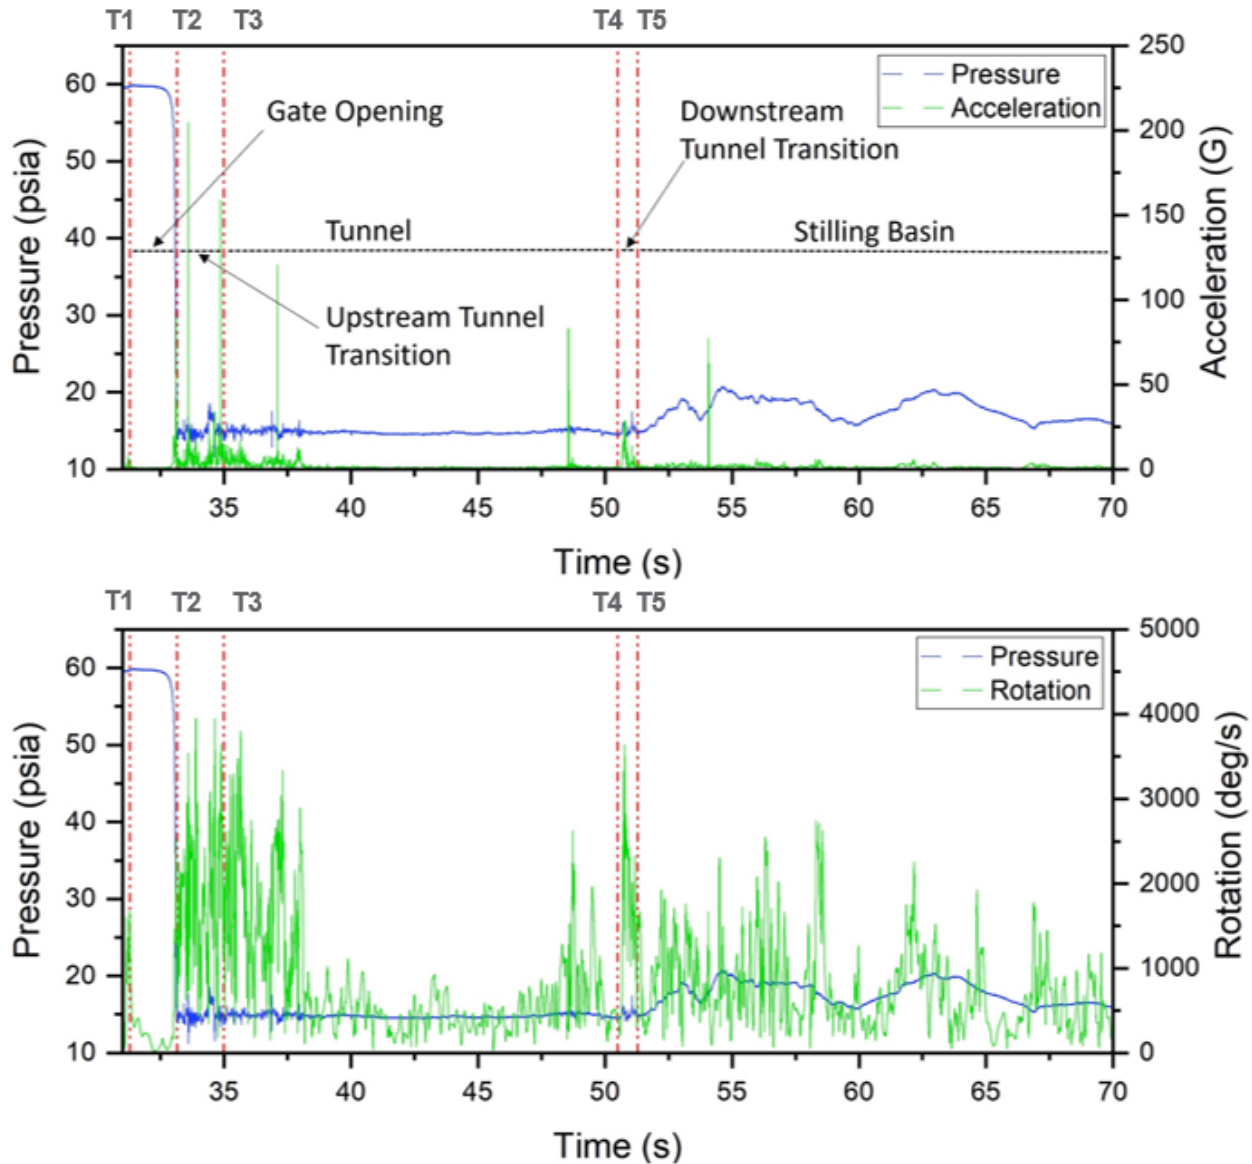 T1 T2 T3 T4 T5
250
60 Pressure
Acceleration
Gate Opening Downstream
200
Tunnel Transition
50
150
Pressure (psia)
Acceleration (G)
40 Tunnel Stilling Basin
30 Upstream Tunnel 100
Transition
20 50
10 0
35 40 45 50 55 60 65 70
Time (s)
T1 T2 T3 T4 T5
5000
60 Pressure
Rotation
4000
50
Pressure (psia)
Rotation (deg/s)
3000
40
30 2000
20 1000
10 0
35 40 45 50 55 60 65 70
Time (s)